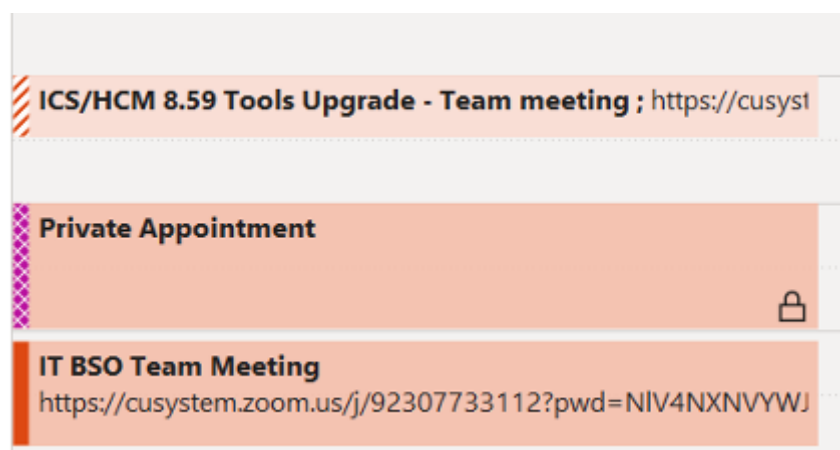 ICS/HCM 8.59 Tools Upgrade - Team meeting ; https://cusyst
Private Appointment
IT BSO Team Meeting
https://cusystem.zoom.us/j/92307733112?pwd=NlV4NXNVYWJ